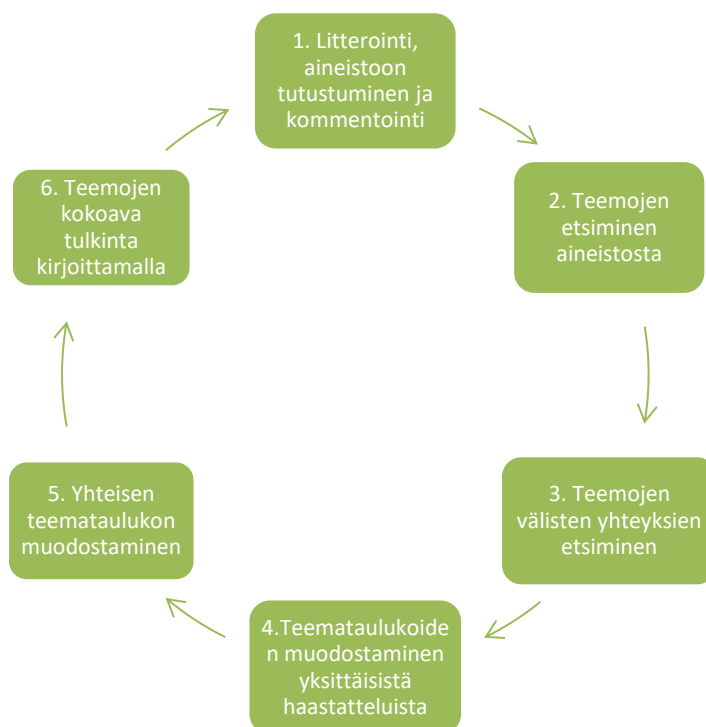 1. Litterointi,
aineistoon
tutustuminen ja
kommentointi
2. Teemojen
etsiminen
aineistosta
3. Teemojen
välisten yhteyksien
etsiminen
4.Teemataulukoide
n muodostaminen
yksittäisistä
haastatteluista
5. Yhteisen
teemataulukon
muodostaminen
6. Teemojen
kokoava
tulkinta
kirjoittamalla